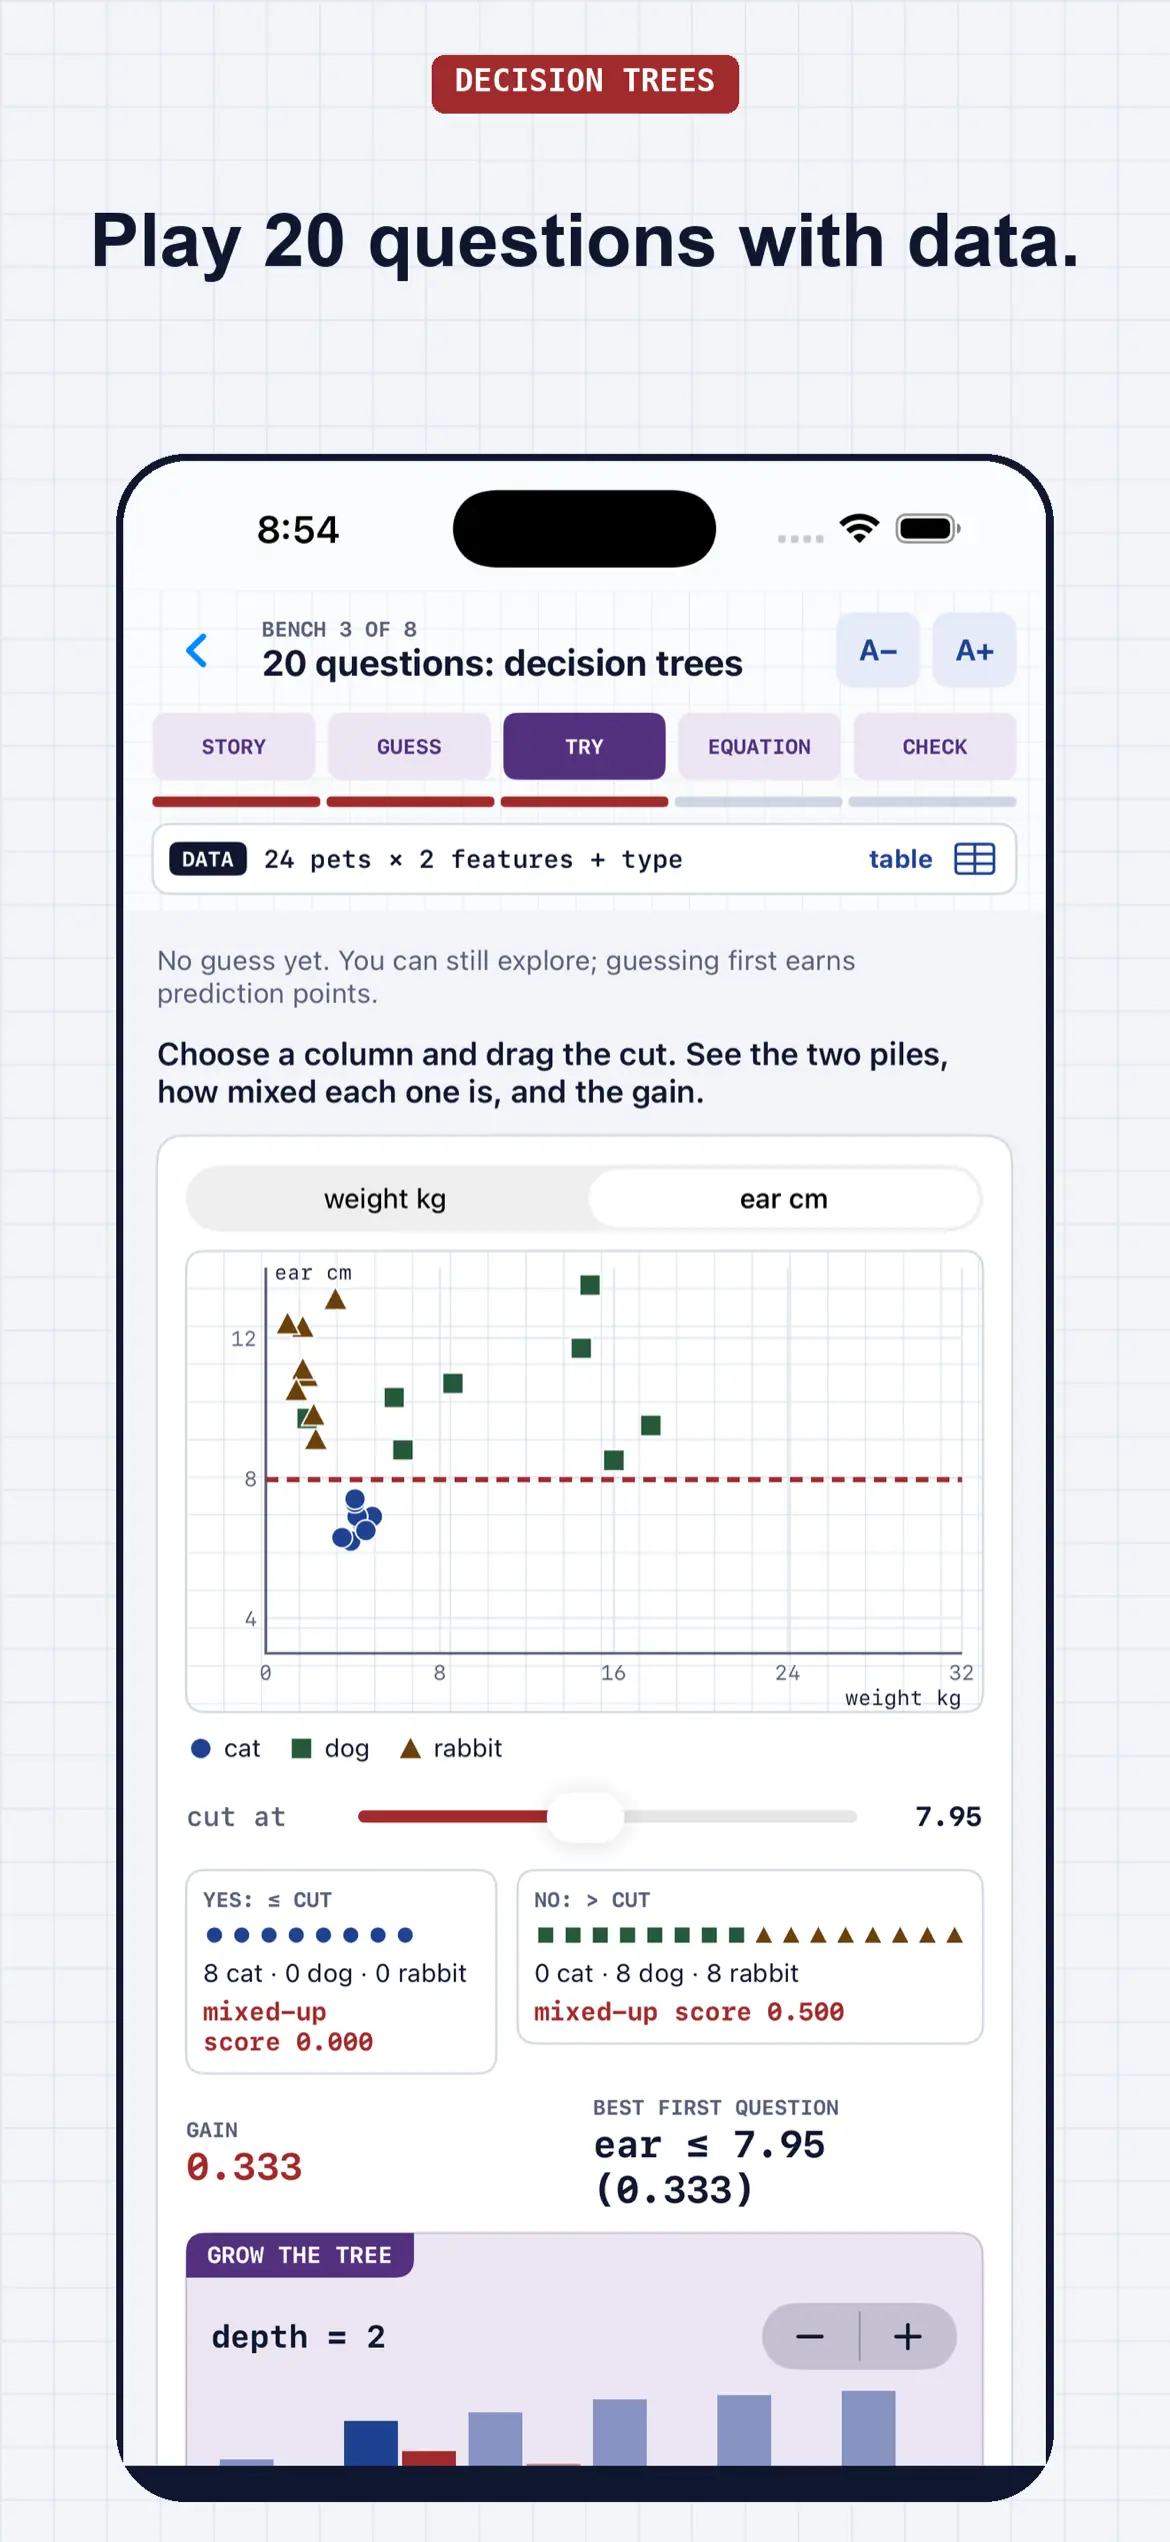 DECISION TREES
Play 20 questions with data.
8:54
BENCH 3 OF 8
20 questions: decision trees
A−
A+
STORY
GUESS
TRY
EQUATION
CHECK
DATA 24 pets × 2 features + type
table
No guess yet. You can still explore; guessing first earns
prediction points.
Choose a column and drag the cut. See the two piles,
how mixed each one is, and the gain.
weight kg
ear cm
ear cm
12
8
4
0
8
16
24
32
weight kg
cat
dog
rabbit
cut at
7.95
YES: ≤ CUT
8 cat · 0 dog · 0 rabbit
mixed-up
score 0.000
NO: > CUT
0 cat · 8 dog · 8 rabbit
mixed-up score 0.500
GAIN
0.333
BEST FIRST QUESTION
ear ≤ 7.95
(0.333)
GROW THE TREE
depth = 2
− +